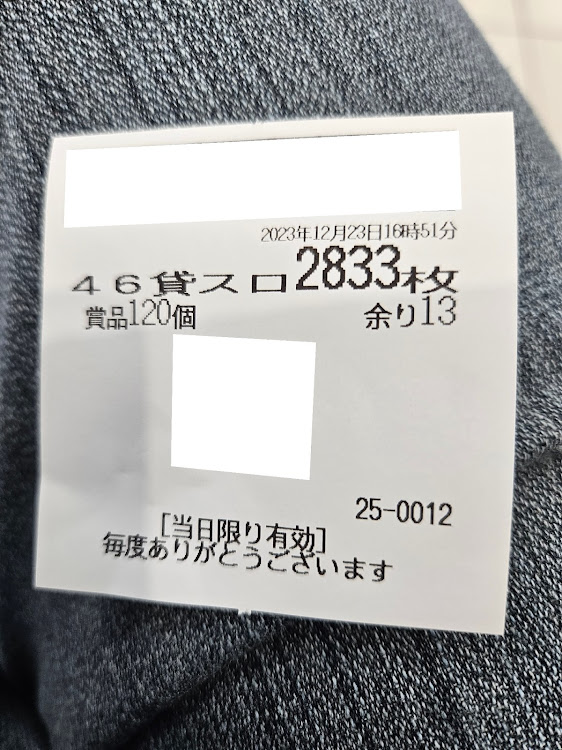 2023年12月23日16時51分
46貸スロ2833枚
賞品120個 余り13
25-0012
[当日限り有効]
毎度ありがとうございます